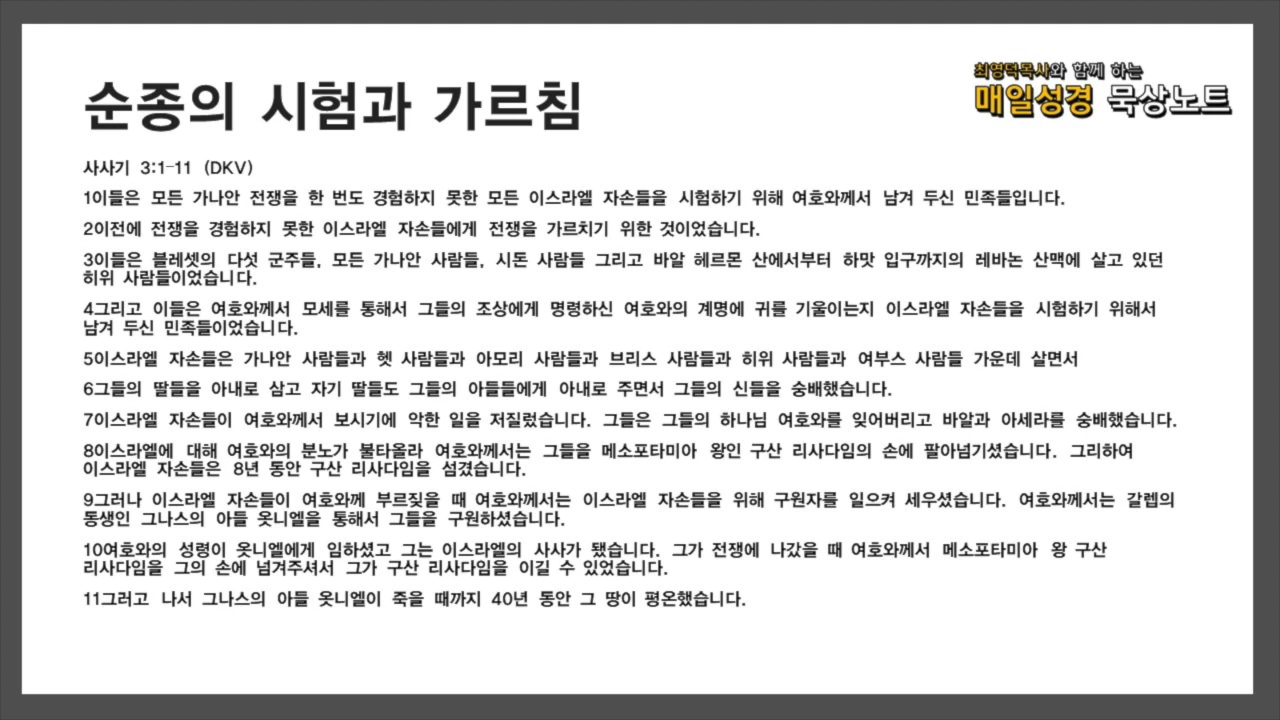 최영덕목사와 함께 하는
매일성경 묵상노트
순종의 시험과 가르침
사사기 3:1-11 (DKV)
1이들은 모든 가나안 전쟁을 한 번도 경험하지 못한 모든 이스라엘 자손들을 시험하기 위해 여호와께서 남겨 두신 민족들입니다.
2이전에 전쟁을 경험하지 못한 이스라엘 자손들에게 전쟁을 가르치기 위한 것이었습니다.
3이들은 블레셋의 다섯 군주들, 모든 가나안 사람들, 시돈 사람들 그리고 바알 헤르몬 산에서부터 하맛 입구까지의 레바논 산맥에 살고 있던
히위 사람들이었습니다.
4그리고 이들은 여호와께서 모세를 통해서 그들의 조상에게 명령하신 여호와의 계명에 귀를 기울이는지 이스라엘 자손들을 시험하기 위해서
남겨 두신 민족들이었습니다.
5이스라엘 자손들은 가나안 사람들과 헷 사람들과 아모리 사람들과 브리스 사람들과 히위 사람들과 여부스 사람들 가운데 살면서
6그들의 딸들을 아내로 삼고 자기 딸들도 그들의 아들들에게 아내로 주면서 그들의 신들을 숭배했습니다.
7이스라엘 자손들이 여호와께서 보시기에 악한 일을 저질렀습니다. 그들은 그들의 하나님 여호와를 잊어버리고 바알과 아세라를 숭배했습니다.
8이스라엘에 대해 여호와의 분노가 불타올라 여호와께서는 그들을 메소포타미아 왕인 구산 리사다임의 손에 팔아넘기셨습니다. 그리하여
이스라엘 자손들은 8년 동안 구산 리사다임을 섬겼습니다.
9그러나 이스라엘 자손들이 여호와께 부르짖을 때 여호와께서는 이스라엘 자손들을 위해 구원자를 일으켜 세우셨습니다. 여호와께서는 갈렙의
동생인 그나스의 아들 옷니엘을 통해서 그들을 구원하셨습니다.
10여호와의 성령이 옷니엘에게 임하셨고 그는 이스라엘의 사사가 됐습니다. 그가 전쟁에 나갔을 때 여호와께서 메소포타미아 왕 구산
리사다임을 그의 손에 넘겨주셔서 그가 구산 리사다임을 이길 수 있었습니다.
11그러고 나서 그나스의 아들 옷니엘이 죽을 때까지 40년 동안 그 땅이 평온했습니다.